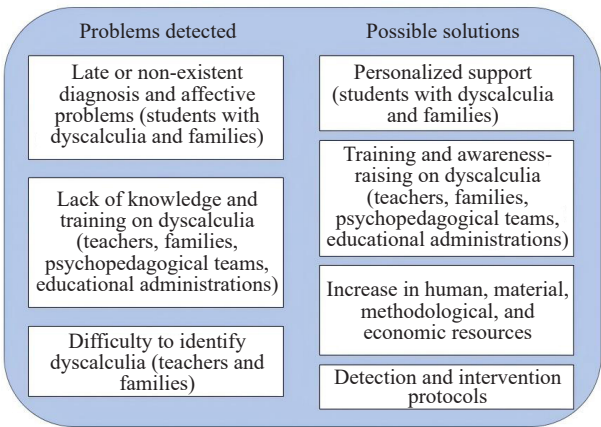 Problems detected
Late or non-existent
diagnosis and affective
problems (students with
dyscalculia and families)
Lack of knowledge and
training on dyscalculia
(teachers, families,
psychopedagogical teams,
educational administrations)
Difficulty to identify
dyscalculia (teachers and
families)
Possible solutions
Personalized support
(students with dyscalculia
and families)
Training and awareness-
raising on dyscalculia
(teachers, families,
psychopedagogical teams,
educational administrations)
Increase in human, material,
methodological, and
economic resources
Detection and intervention
protocols